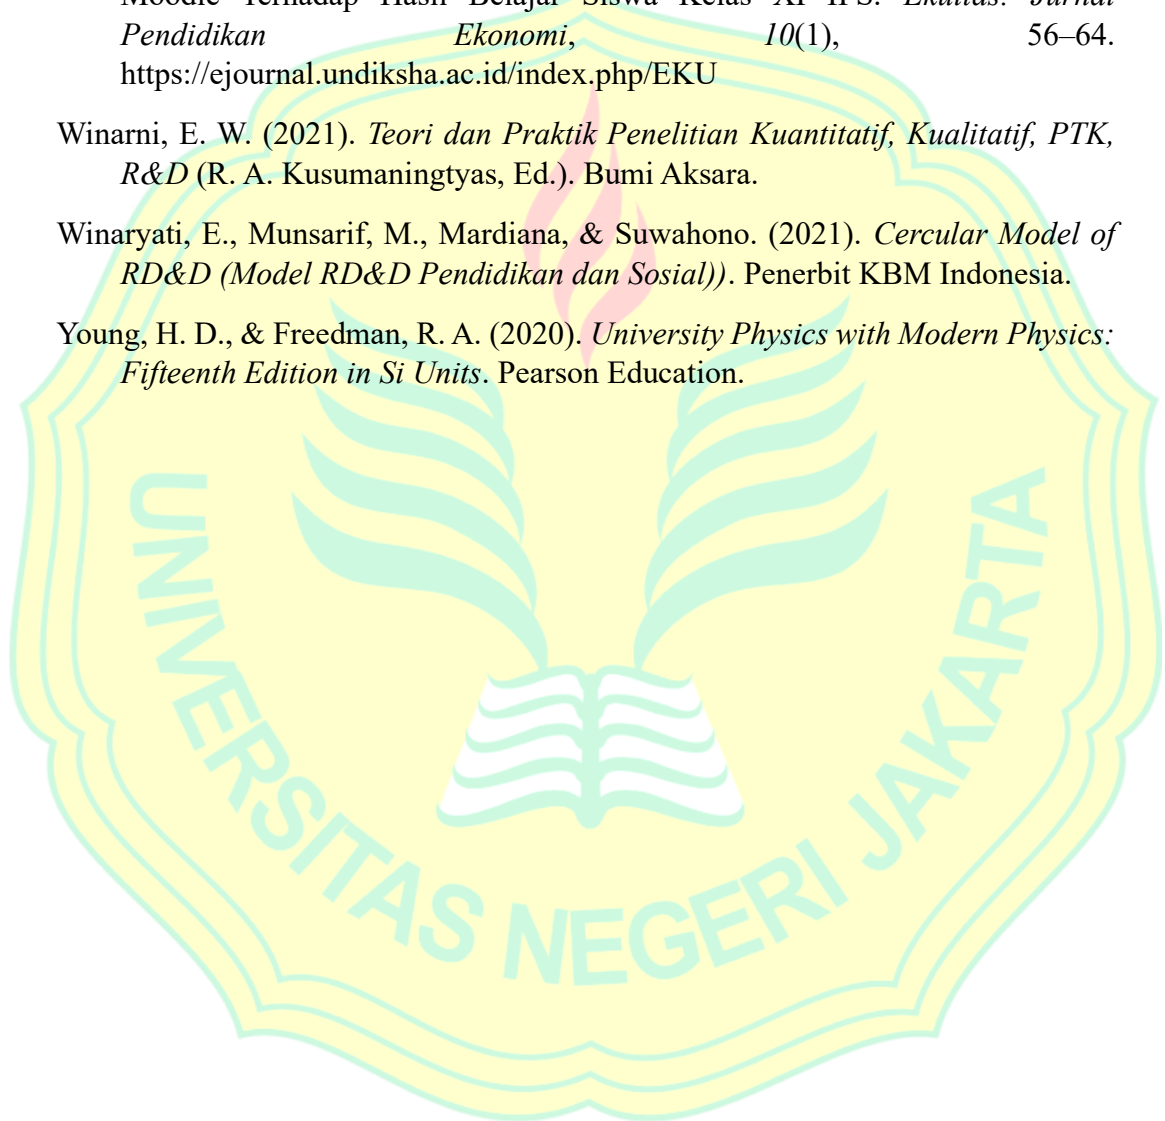 Moodle Terhadap Hasil Belajar Siswa Kelas XI IPS. Ekuitas: Jurnal
Pendidikan Ekonomi, 10(1), 56–64.
https://ejournal.undiksha.ac.id/index.php/EKU
Winarni, E. W. (2021). Teori dan Praktik Penelitian Kuantitatif, Kualitatif, PTK,
R&D (R. A. Kusumaningtyas, Ed.). Bumi Aksara.
Winaryati, E., Munsarif, M., Mardiana, & Suwahono. (2021). Cercular Model of
RD&D (Model RD&D Pendidikan dan Sosial)). Penerbit KBM Indonesia.
Young, H. D., & Freedman, R. A. (2020). University Physics with Modern Physics:
Fifteenth Edition in Si Units. Pearson Education.
UNIVERSITAS NEGERI JAKARTA